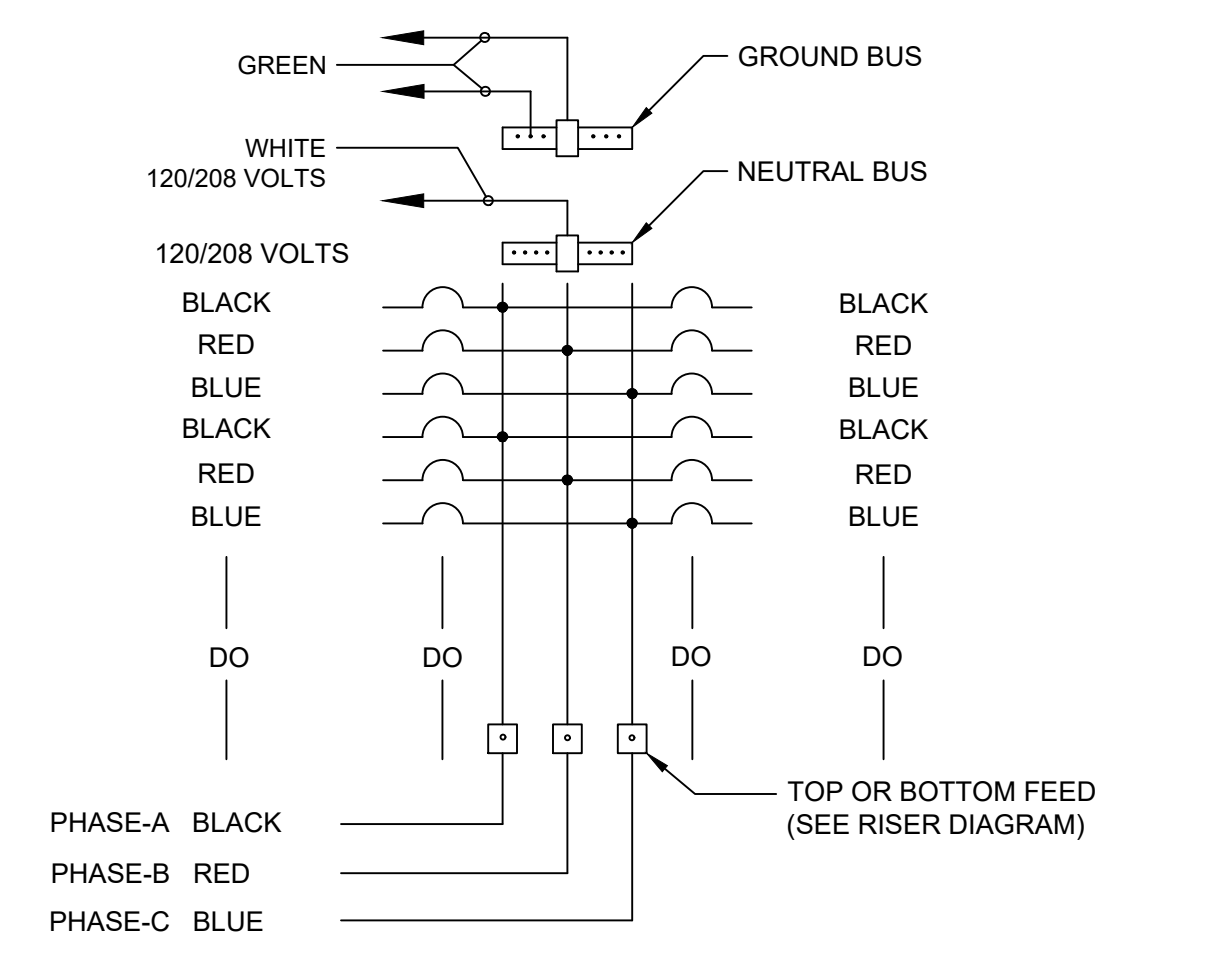 GROUND BUS
GREEN
WHITE
120/208 VOLTS
NEUTRAL BUS
120/208 VOLTS
BLACK BLACK
RED RED
BLUE BLUE
BLACK BLACK
RED RED
BLUE BLUE
DO DO DO DO
TOP OR BOTTOM FEED
(SEE RISER DIAGRAM)
PHASE-A BLACK
PHASE-B RED
PHASE-C BLUE